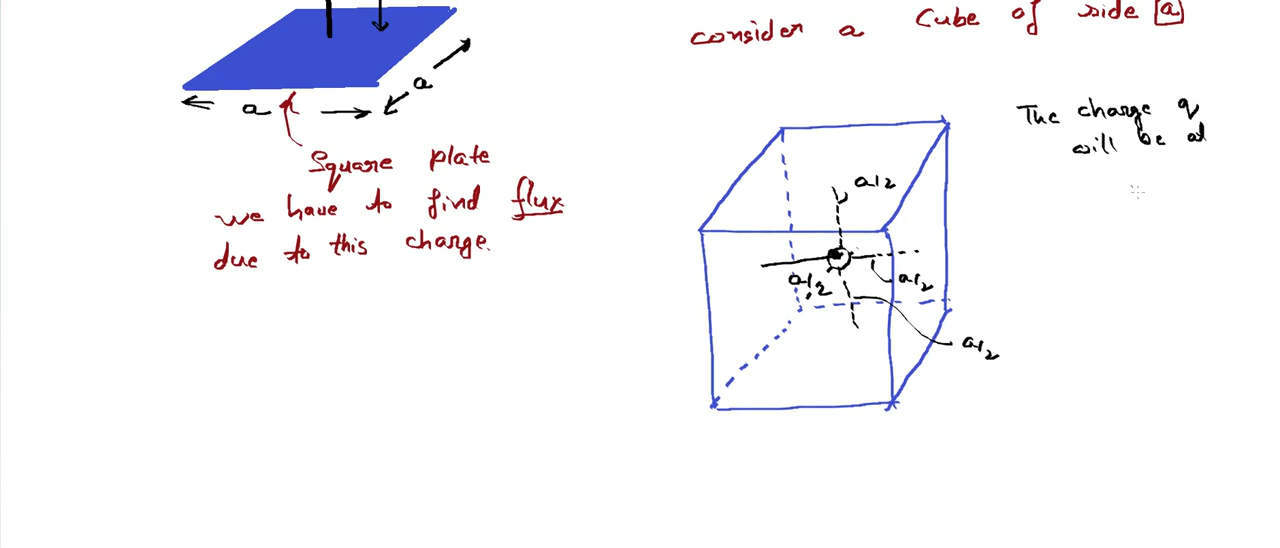 consider a cube of side a
a
a
Square plate
we have to find flux
due to this charge.
The charge q
will be at
a/2
a/2
a/2
a/2